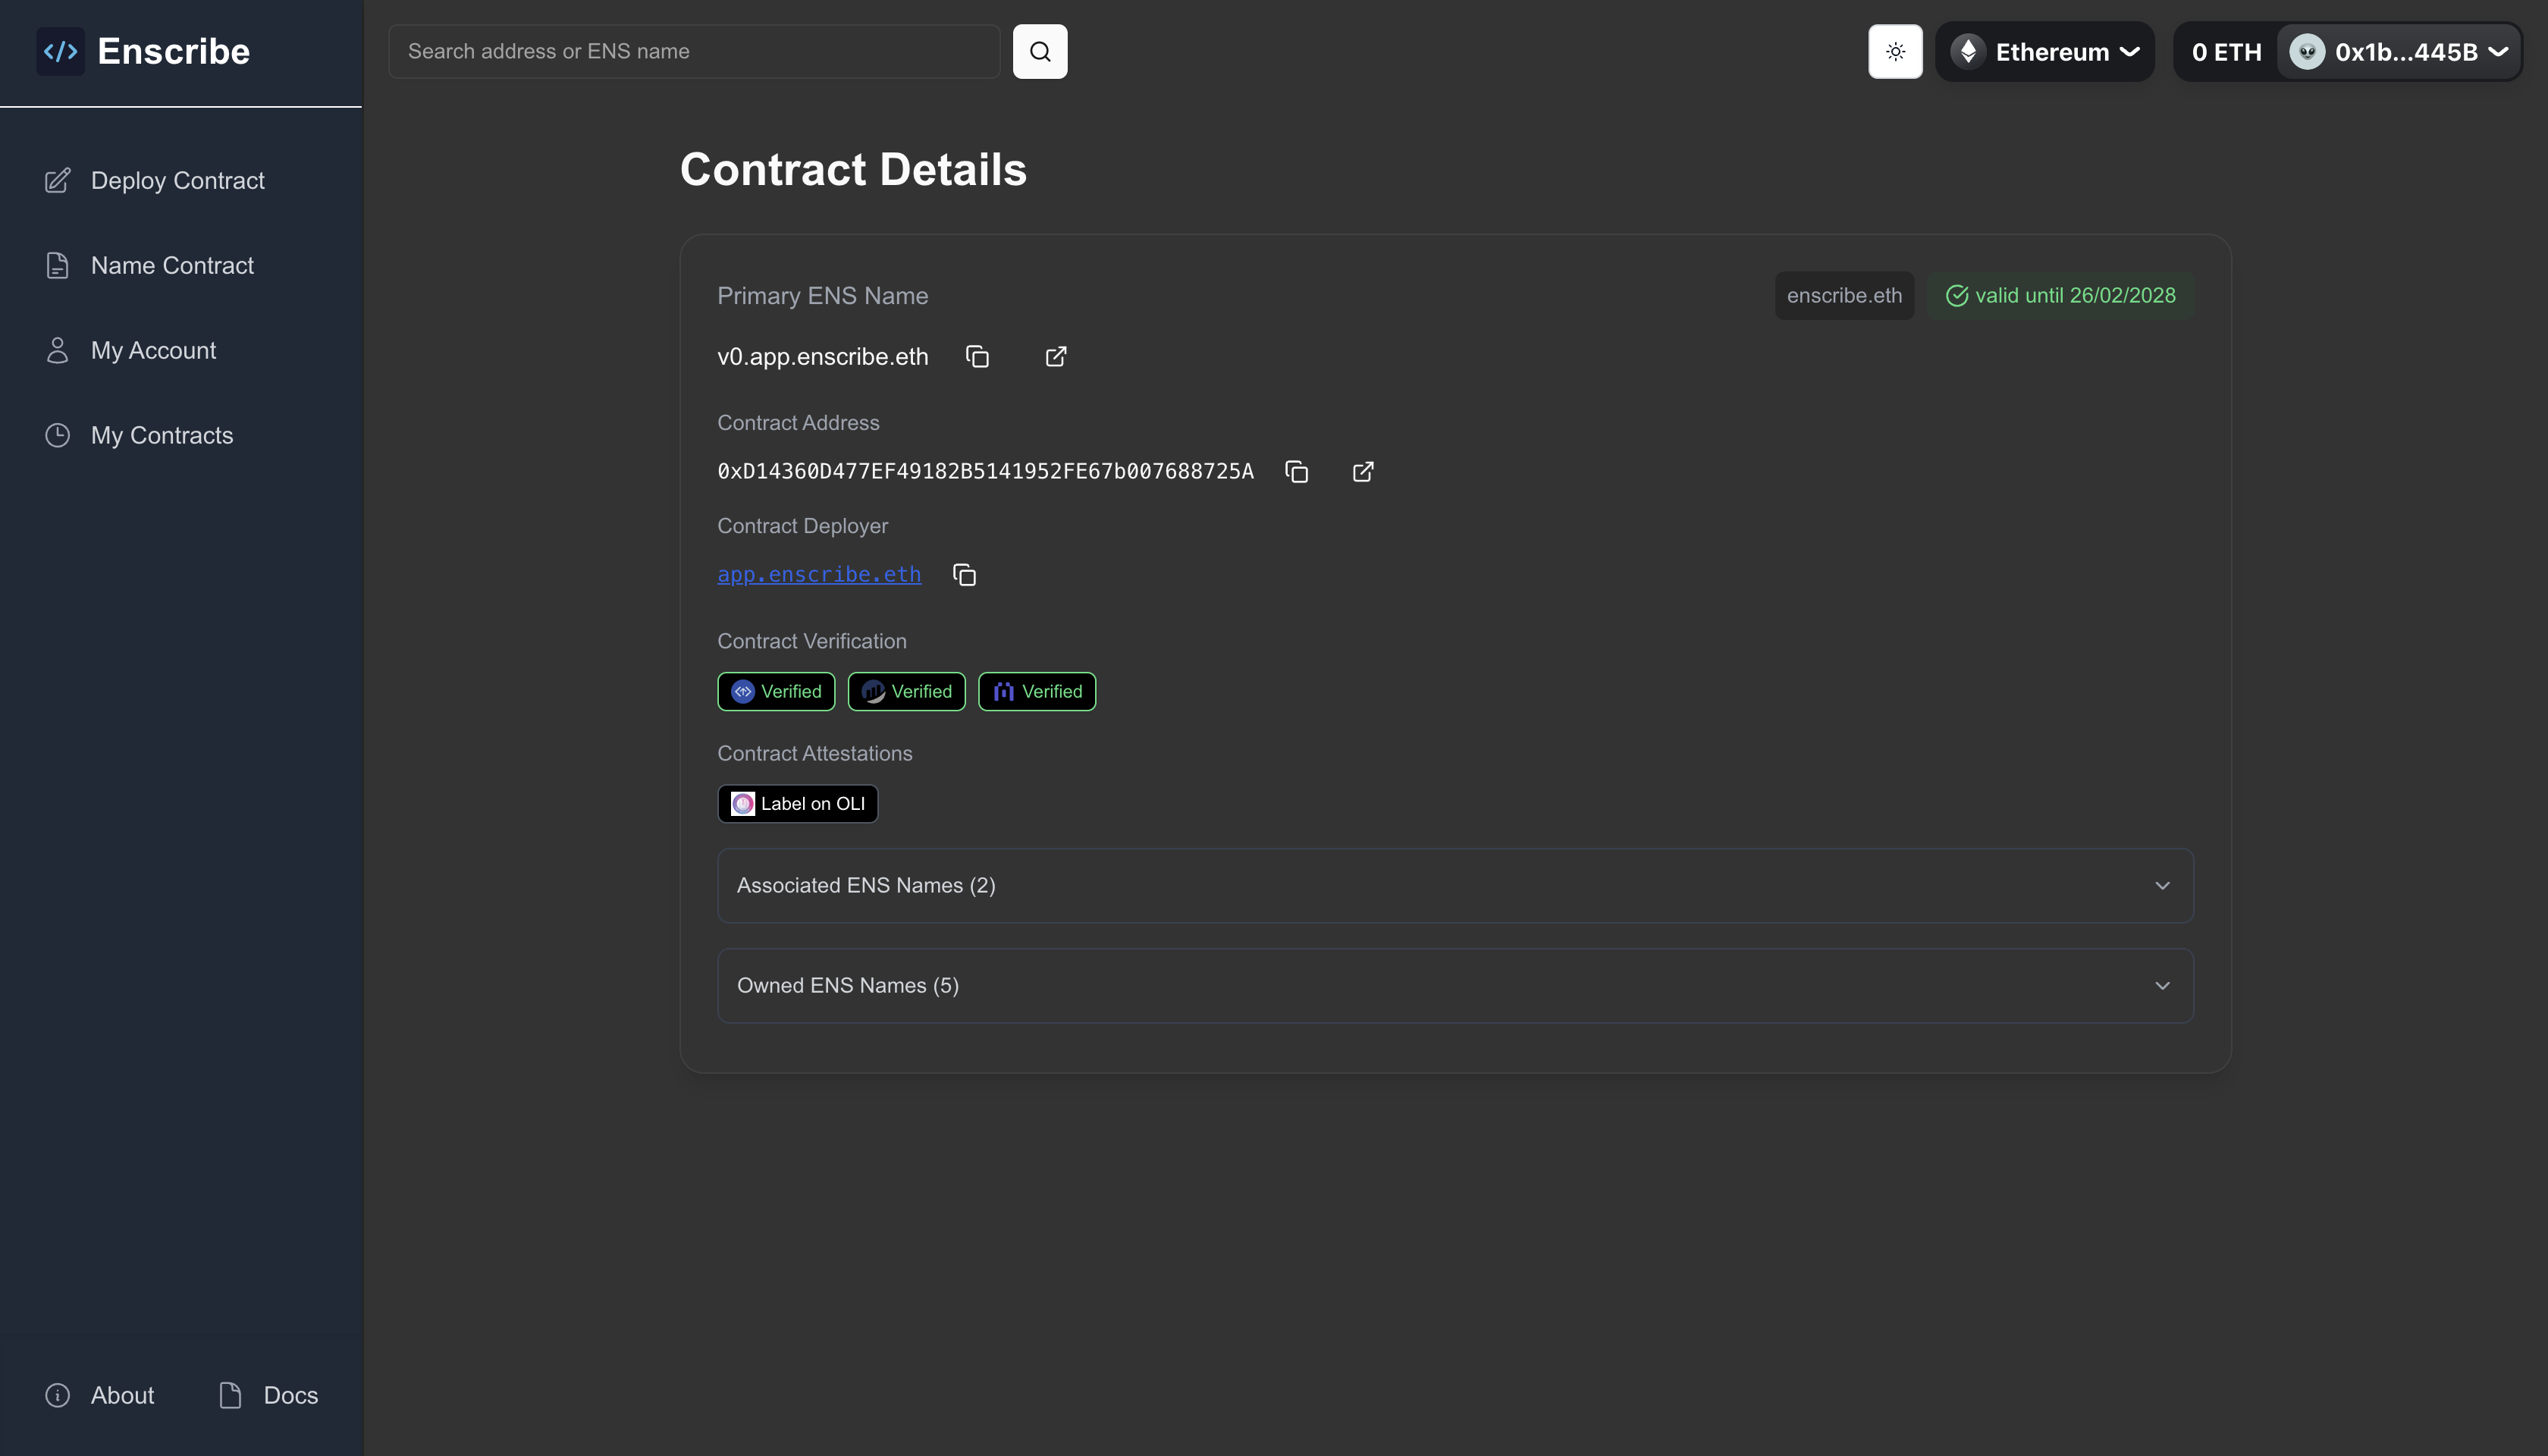 Enscribe
Search address or ENS name
Ethereum
0 ETH
0x1b...445B
Deploy Contract
Name Contract
My Account
My Contracts
Contract Details
Primary ENS Name
enscribe.eth
valid until 26/02/2028
v0.app.enscribe.eth
Contract Address
0xD14360D477EF49182B5141952FE67b007688725A
Contract Deployer
app.enscribe.eth
Contract Verification
Verified
Verified
Verified
Contract Attestations
Label on OLI
Associated ENS Names (2)
Owned ENS Names (5)
About
Docs